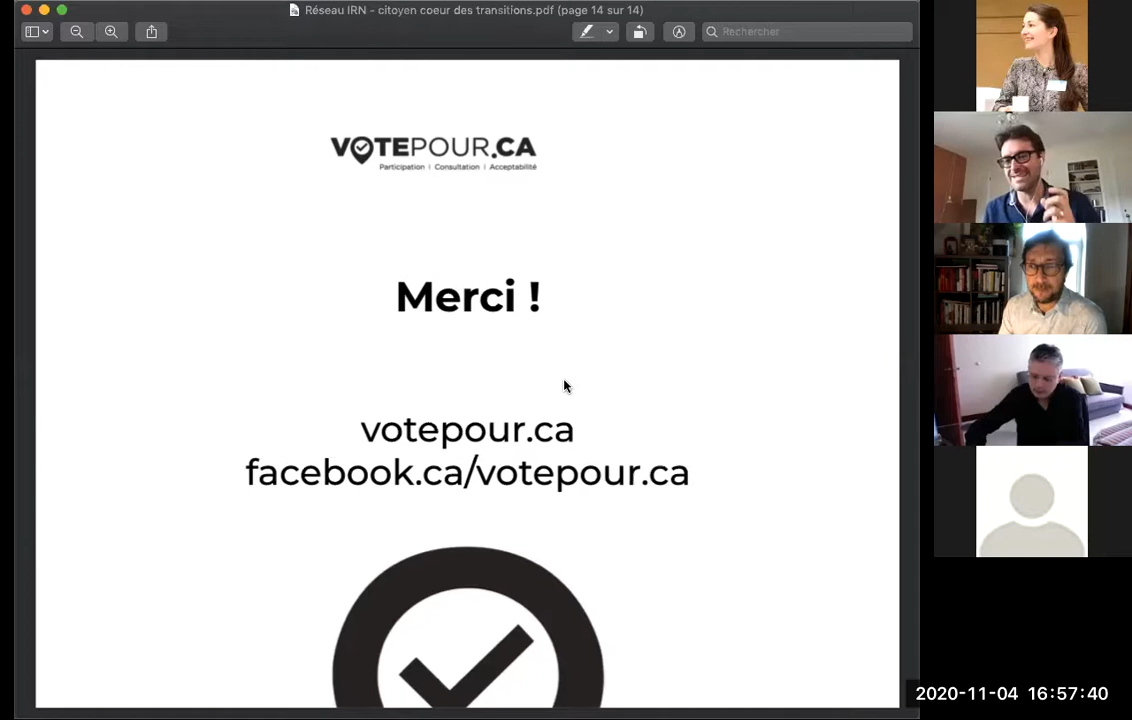 Réseau IRN - citoyen coeur des transitions.pdf (page 14 sur 14)
Rechercher
VOTEPOUR.CA
Participation | Consultation | Acceptabilité
Merci !
votepour.ca
facebook.ca/votepour.ca
2020-11-04 16:57:40